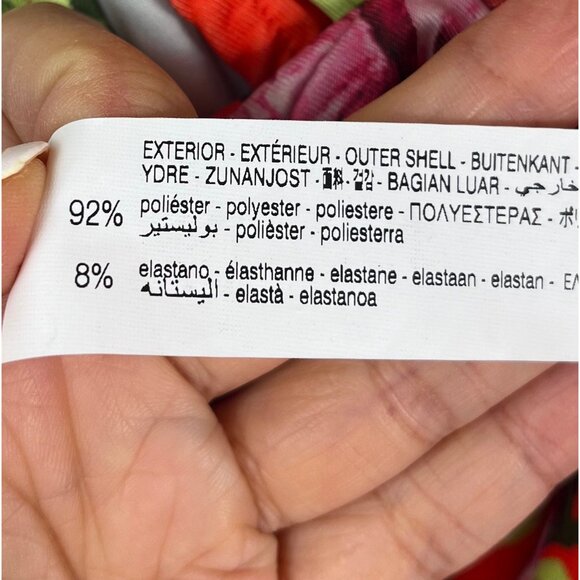 EXTERIOR - EXTÉRIEUR - OUTER SHELL - BUITENKANT -
YDRE - ZUNANJOST - - BAGIAN LUAR - خارجي
92% poliéster - polyester - poliestere - ΠΟΛΥΕΣΤΕΡΑΣ -
بوليستير - polièster - poliesterra
8% elastano - élasthanne - elastane - elastaan - elastan -
اليستانه - elastà - elastanoa